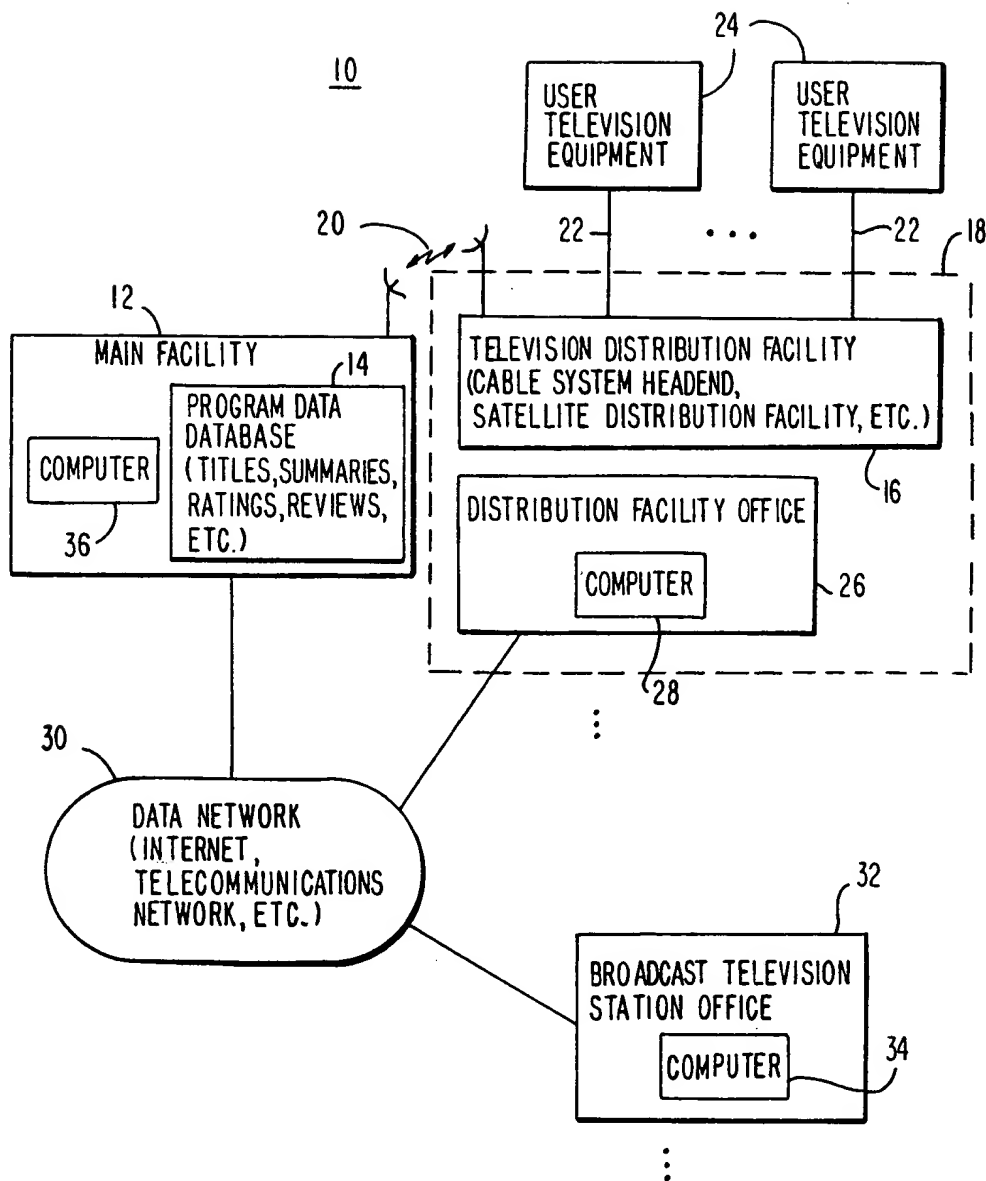 10
24
USER
TELEVISION
EQUIPMENT
USER
TELEVISION
EQUIPMENT
20
22
...
22
18
12
MAIN FACILITY
14
PROGRAM DATA
DATABASE
(TITLES, SUMMARIES,
RATINGS, REVIEWS,
ETC.)
COMPUTER
36
TELEVISION DISTRIBUTION FACILITY
(CABLE SYSTEM HEADEND,
SATELLITE DISTRIBUTION FACILITY, ETC.)
16
DISTRIBUTION FACILITY OFFICE
COMPUTER
26
28
30
DATA NETWORK
(INTERNET,
TELECOMMUNICATIONS
NETWORK, ETC.)
32
BROADCAST TELEVISION
STATION OFFICE
COMPUTER
34